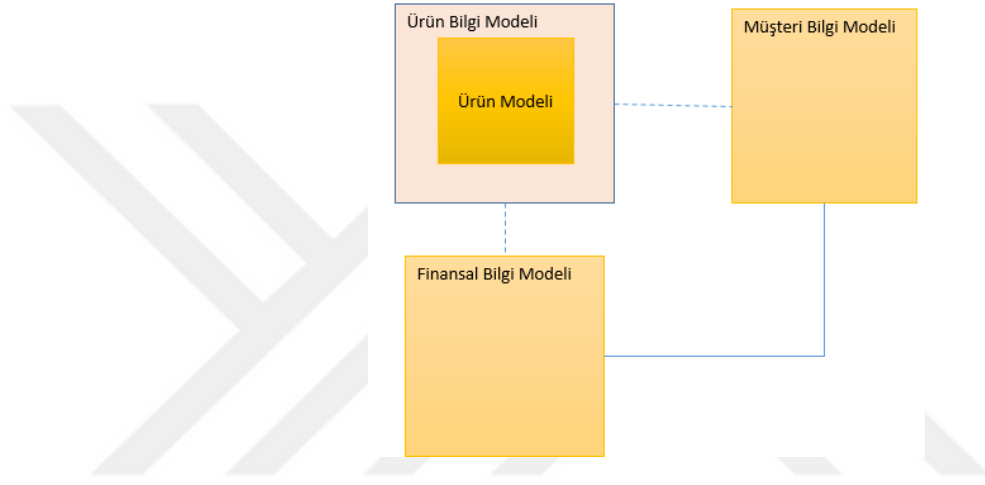 Ürün Bilgi Modeli
Müşteri Bilgi Modeli
Ürün Modeli
Finansal Bilgi Modeli